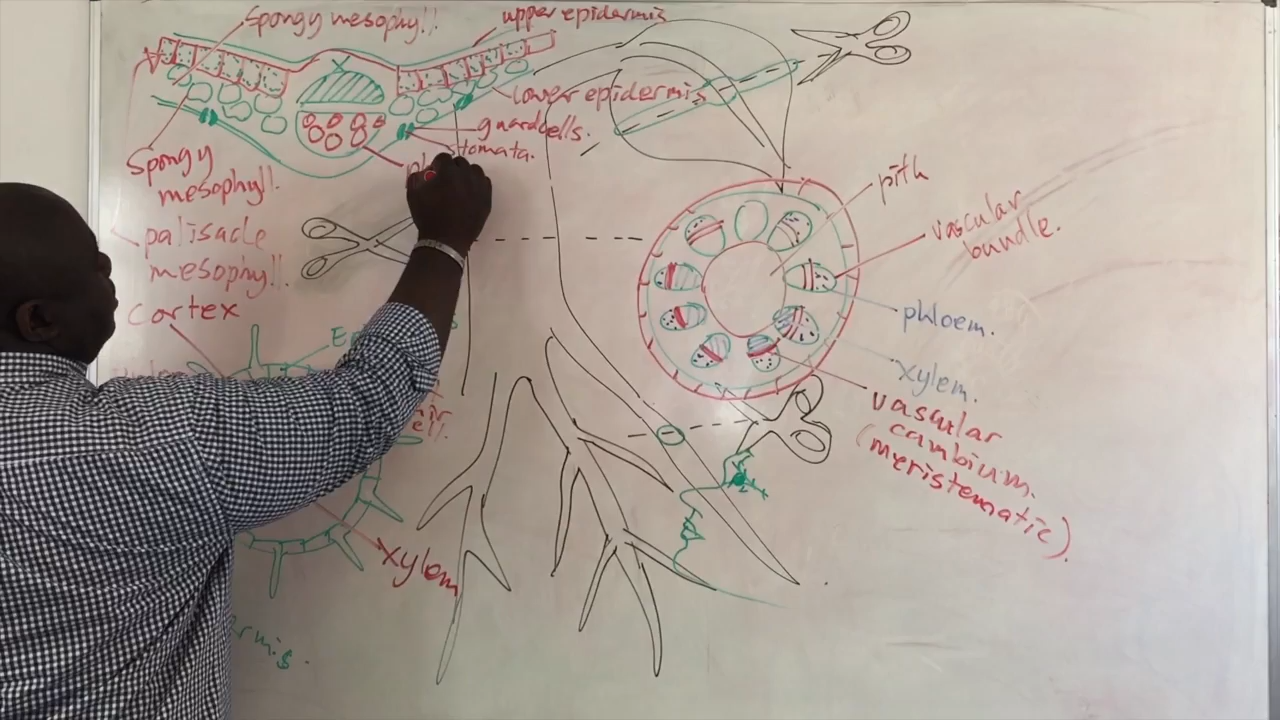 Spongy mesophyll.
upper epidermis
lower epidermis
guard cells.
stomata.
Spongy
mesophyll.
palisade
mesophyll.
cortex
pith
vascular
bundle.
phloem.
xylem.
vascular
cambium.
(meristematic).
xylem